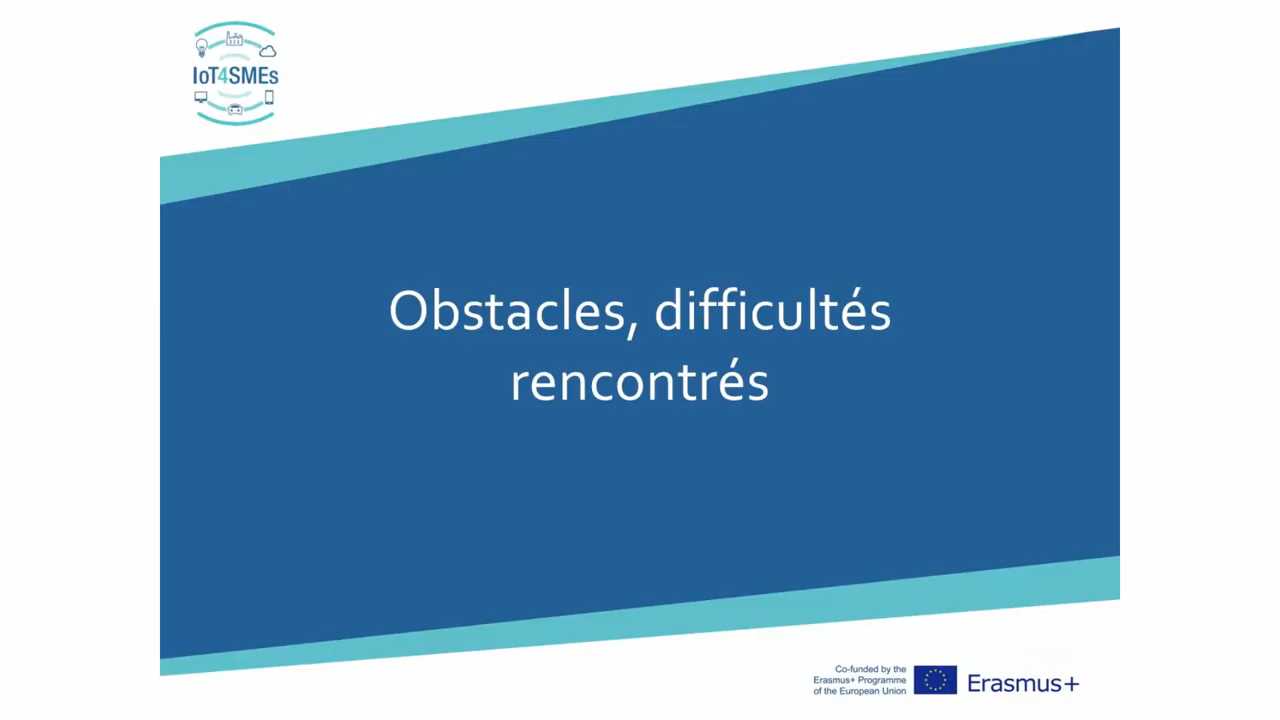 IoT4SMEs
Obstacles, difficultés
rencontrés
Co-funded by the
Erasmus+ Programme
of the European Union
Erasmus+